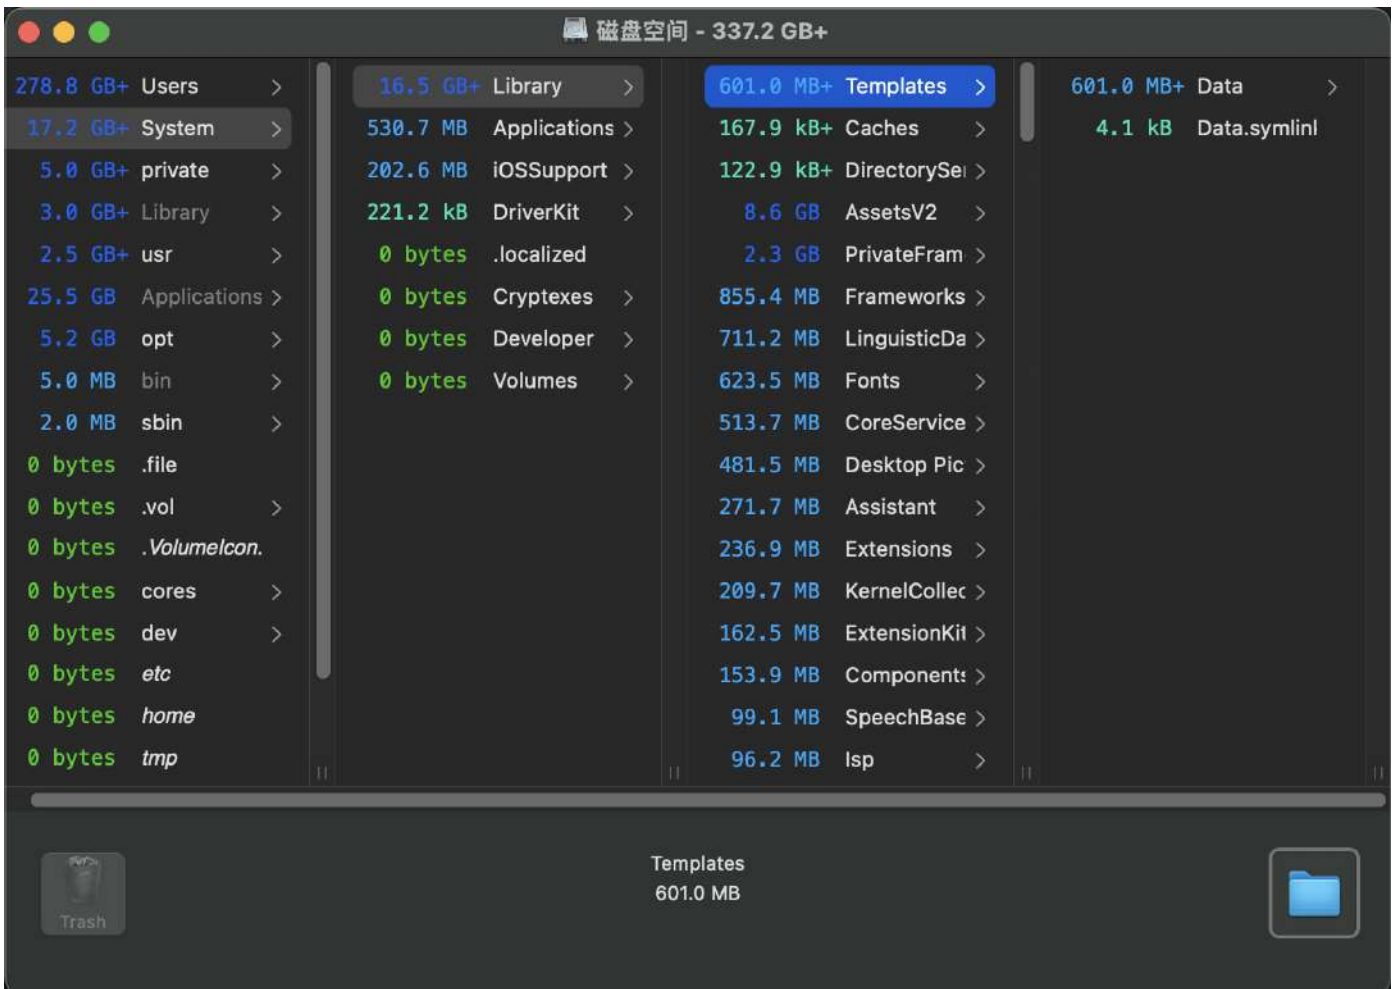 磁盘空间 - 337.2 GB+
278.8 GB+ Users
17.2 GB+ System
5.0 GB+ private
3.0 GB+ Library
2.5 GB+ usr
25.5 GB Applications
5.2 GB opt
5.0 MB bin
2.0 MB sbin
0 bytes .file
0 bytes .vol
0 bytes .VolumeIcon.
0 bytes cores
0 bytes dev
0 bytes etc
0 bytes home
0 bytes tmp
16.5 GB+ Library
530.7 MB Applications
202.6 MB iOSSupport
221.2 kB DriverKit
0 bytes .localized
0 bytes Cryptexes
0 bytes Developer
0 bytes Volumes
601.0 MB+ Templates
167.9 kB+ Caches
122.9 kB+ DirectorySer
8.6 GB AssetsV2
2.3 GB PrivateFram
855.4 MB Frameworks
711.2 MB LinguisticDa
623.5 MB Fonts
513.7 MB CoreService
481.5 MB Desktop Pic
271.7 MB Assistant
236.9 MB Extensions
209.7 MB KernelCollec
162.5 MB ExtensionKit
153.9 MB Components
99.1 MB SpeechBase
96.2 MB lsp
601.0 MB+ Data
4.1 kB Data.symlinl
Templates
601.0 MB
Trash